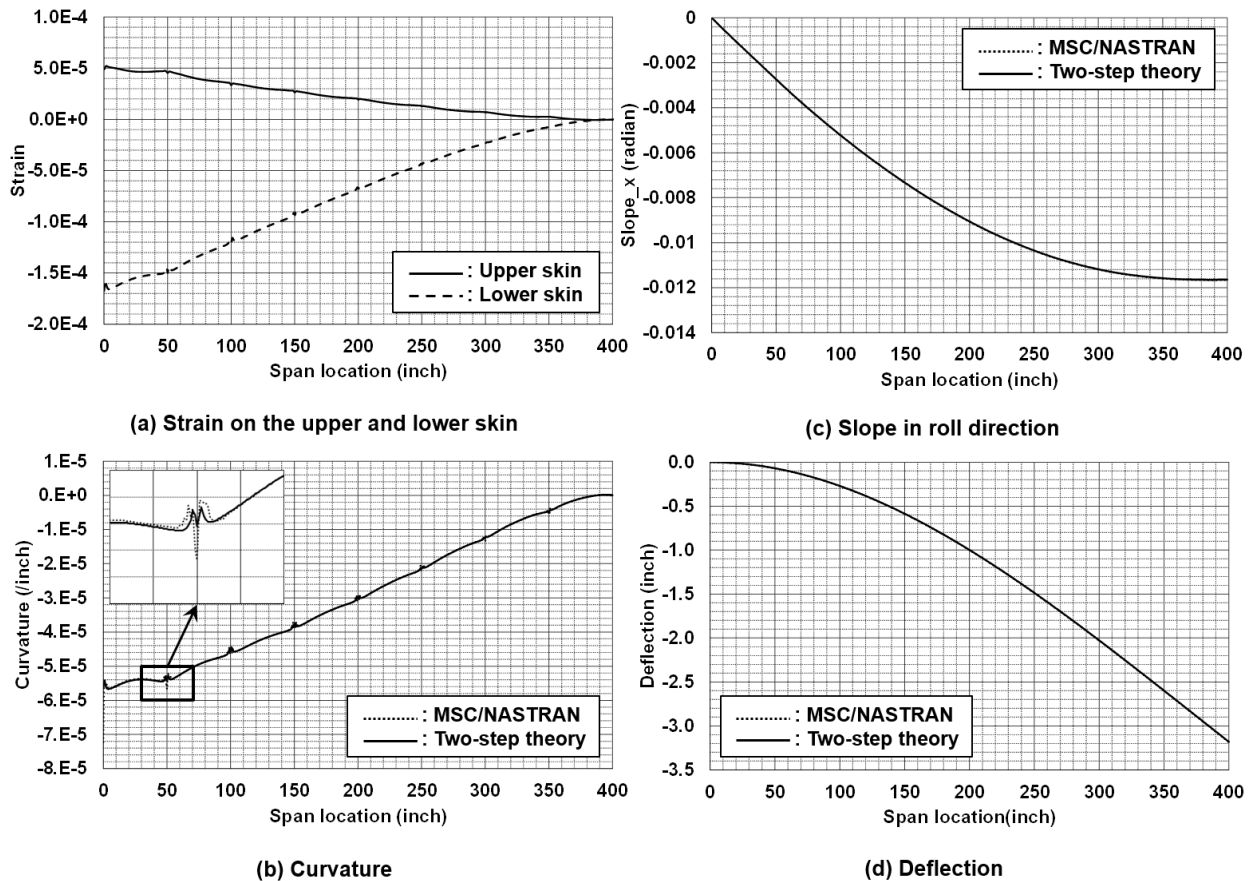 1.0E-4
5.0E-5
0.0E+0
-5.0E-5
-1.0E-4
-1.5E-4
-2.0E-4
Strain
: Upper skin
: Lower skin
0 50 100 150 200 250 300 350 400
Span location (inch)
(a) Strain on the upper and lower skin
0
-0.002
-0.004
-0.006
-0.008
-0.01
-0.012
-0.014
Slope_x (radian)
: MSC/NASTRAN
: Two-step theory
0 50 100 150 200 250 300 350 400
Span location (inch)
(c) Slope in roll direction
1.E-5
0.E+0
-1.E-5
-2.E-5
-3.E-5
-4.E-5
-5.E-5
-6.E-5
-7.E-5
-8.E-5
Curvature (/inch)
: MSC/NASTRAN
: Two-step theory
0 50 100 150 200 250 300 350 400
Span location (inch)
(b) Curvature
0.0
-0.5
-1.0
-1.5
-2.0
-2.5
-3.0
-3.5
Deflection (inch)
: MSC/NASTRAN
: Two-step theory
0 50 100 150 200 250 300 350 400
Span location(inch)
(d) Deflection